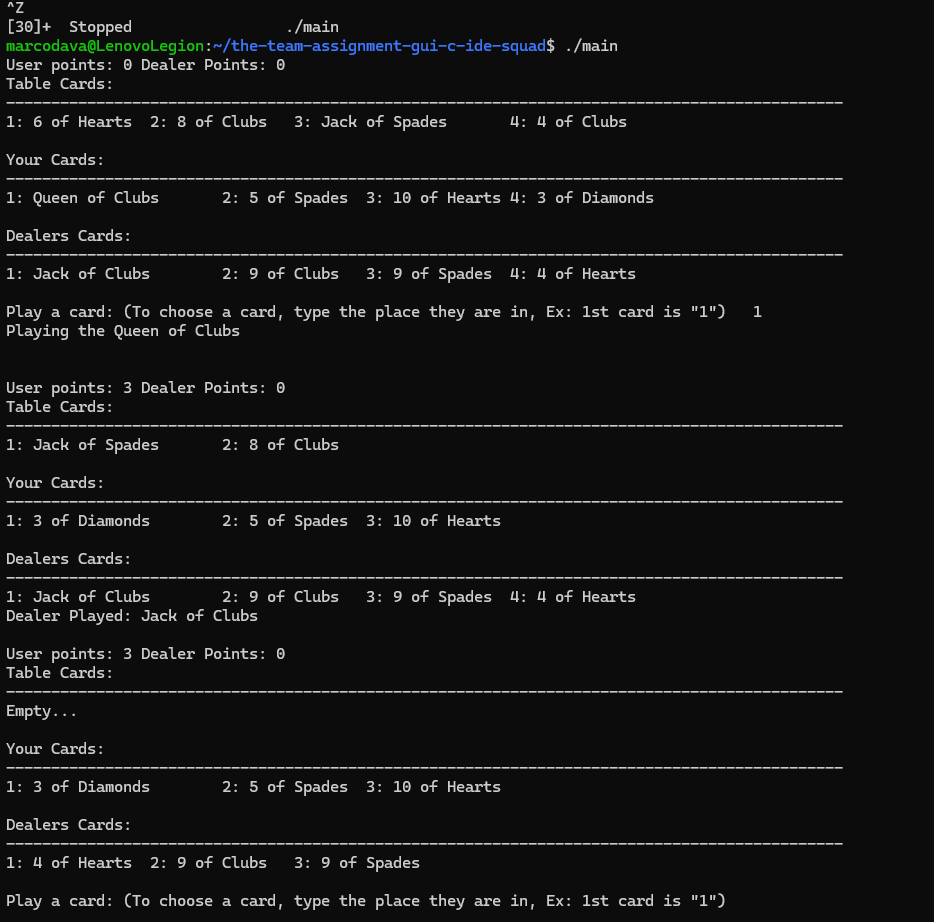 ^Z
[30]+  Stopped                 ./main
marcodava@LenovoLegion:~/the-team-assignment-gui-c-ide-squad$ ./main
User points: 0 Dealer Points: 0
Table Cards:
---------------------------------------------------------------------------------------------
1: 6 of Hearts  2: 8 of Clubs   3: Jack of Spades       4: 4 of Clubs

Your Cards:
---------------------------------------------------------------------------------------------
1: Queen of Clubs       2: 5 of Spades  3: 10 of Hearts 4: 3 of Diamonds

Dealers Cards:
---------------------------------------------------------------------------------------------
1: Jack of Clubs        2: 9 of Clubs   3: 9 of Spades  4: 4 of Hearts

Play a card: (To choose a card, type the place they are in, Ex: 1st card is "1")   1
Playing the Queen of Clubs

User points: 3 Dealer Points: 0
Table Cards:
---------------------------------------------------------------------------------------------
1: Jack of Spades       2: 8 of Clubs

Your Cards:
---------------------------------------------------------------------------------------------
1: 3 of Diamonds        2: 5 of Spades  3: 10 of Hearts

Dealers Cards:
---------------------------------------------------------------------------------------------
1: Jack of Clubs        2: 9 of Clubs   3: 9 of Spades  4: 4 of Hearts
Dealer Played: Jack of Clubs

User points: 3 Dealer Points: 0
Table Cards:
---------------------------------------------------------------------------------------------
Empty...

Your Cards:
---------------------------------------------------------------------------------------------
1: 3 of Diamonds        2: 5 of Spades  3: 10 of Hearts

Dealers Cards:
---------------------------------------------------------------------------------------------
1: 4 of Hearts  2: 9 of Clubs   3: 9 of Spades

Play a card: (To choose a card, type the place they are in, Ex: 1st card is "1")